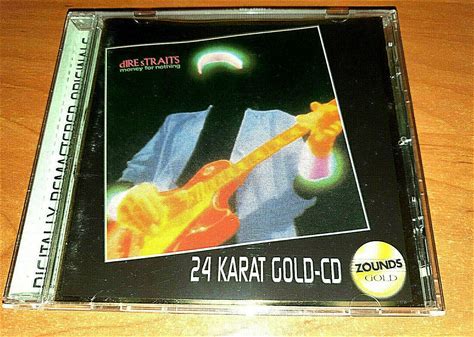 DIGITALLY REMASTERED ORIGINALS
dIRE sTRAITS
money for nothing
24 KARAT GOLD-CD
ZOUNDS
GOLD